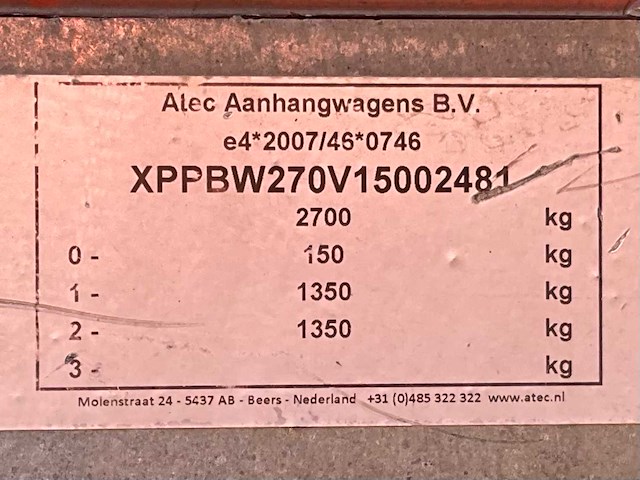 Atec Aanhangwagens B.V.
e4*2007/46*0746
XPPBW270V15002481
2700 kg
0 - 150 kg
1 - 1350 kg
2 - 1350 kg
3 - kg
Molenstraat 24 - 5437 AB - Beers - Nederland +31 (0)485 322 322 www.atec.nl